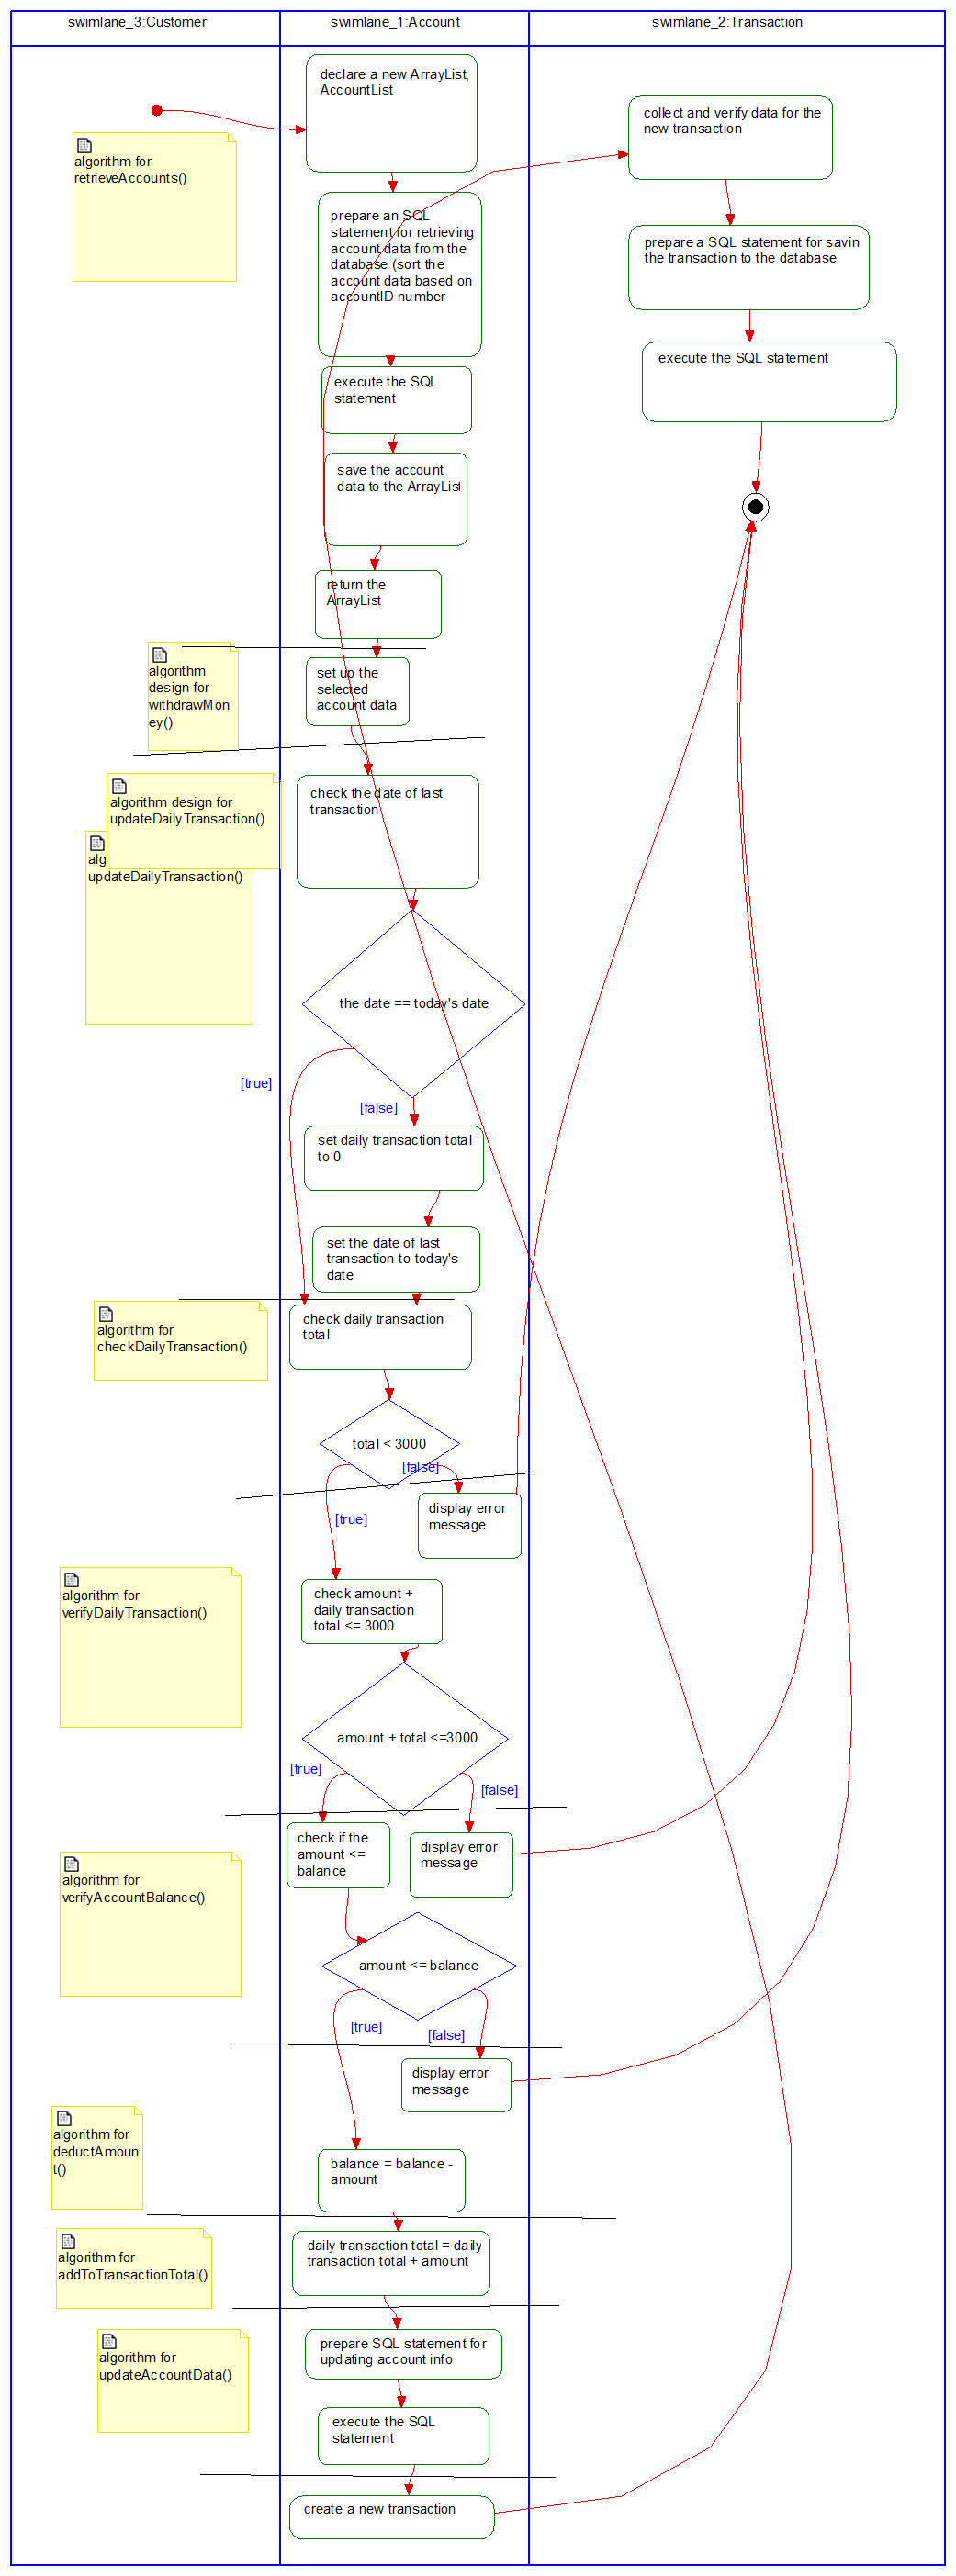 swimlane_3:Customer
swimlane_1:Account
swimlane_2:Transaction
declare a new ArrayList,
AccountList
collect and verify data for the
new transaction
algorithm for
retrieveAccounts()
prepare an SQL
statement for retrieving
account data from the
database (sort the
account data based on
accountID number
prepare a SQL statement for savin
the transaction to the database
execute the SQL statement
execute the SQL
statement
save the account
data to the ArrayList
return the
ArrayList
algorithm
design for
withdrawMon
ey()
set up the
selected
account data
algorithm design for
updateDailyTransaction()
check the date of last
transaction
alg
updateDailyTransaction()
the date == today's date
[true]
[false]
set daily transaction total
to 0
set the date of last
transaction to today's
date
algorithm for
checkDailyTransaction()
check daily transaction
total
total < 3000
[false]
[true]
display error
message
algorithm for
verifyDailyTransaction()
check amount +
daily transaction
total <= 3000
amount + total <=3000
[true]
[false]
check if the
amount <=
balance
display error
message
algorithm for
verifyAccountBalance()
amount <= balance
[true]
[false]
display error
message
algorithm for
deductAmoun
t()
balance = balance -
amount
algorithm for
addToTransactionTotal()
daily transaction total = daily
transaction total + amount
algorithm for
updateAccountData()
prepare SQL statement for
updating account info
execute the SQL
statement
create a new transaction